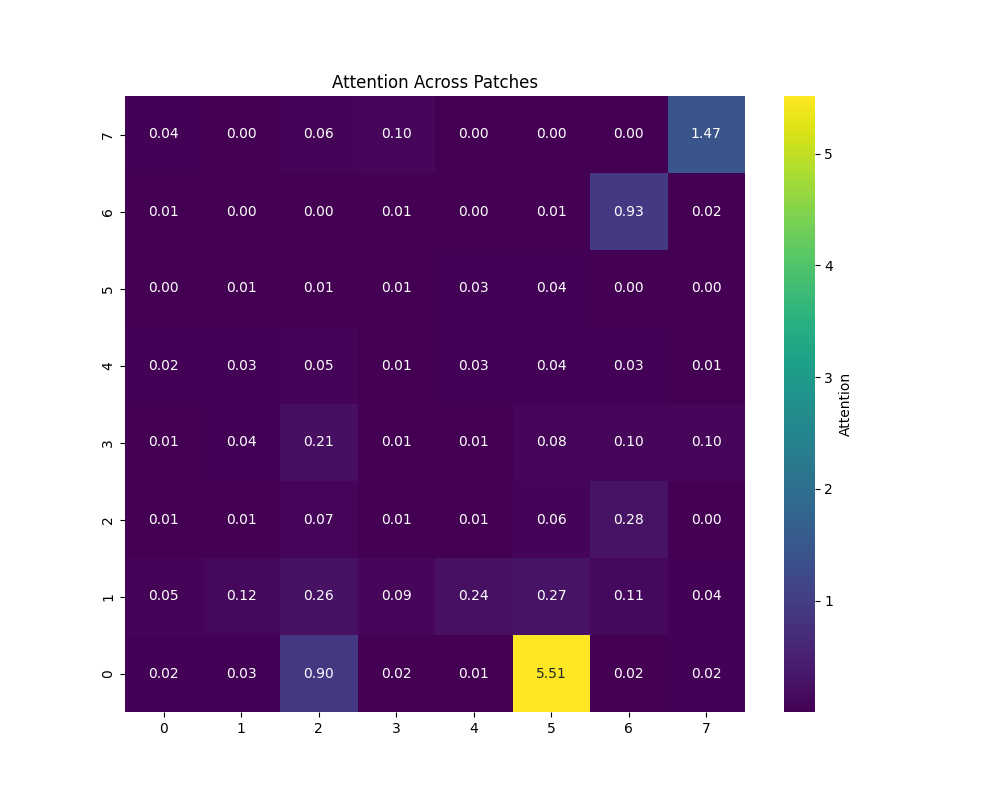 Attention Across Patches
7 0.04 0.00 0.06 0.10 0.00 0.00 0.00 1.47
6 0.01 0.00 0.00 0.01 0.00 0.01 0.93 0.02
5 0.00 0.01 0.01 0.01 0.03 0.04 0.00 0.00
4 0.02 0.03 0.05 0.01 0.03 0.04 0.03 0.01
3 0.01 0.04 0.21 0.01 0.01 0.08 0.10 0.10
2 0.01 0.01 0.07 0.01 0.01 0.06 0.28 0.00
1 0.05 0.12 0.26 0.09 0.24 0.27 0.11 0.04
0 0.02 0.03 0.90 0.02 0.01 5.51 0.02 0.02
0 1 2 3 4 5 6 7
5
4
3
2
1
Attention